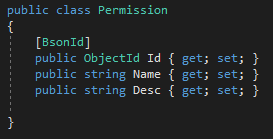 public class Permission
{
[BsonId]
public ObjectId Id { get; set; }
public string Name { get; set; }
public string Desc { get; set; }
}